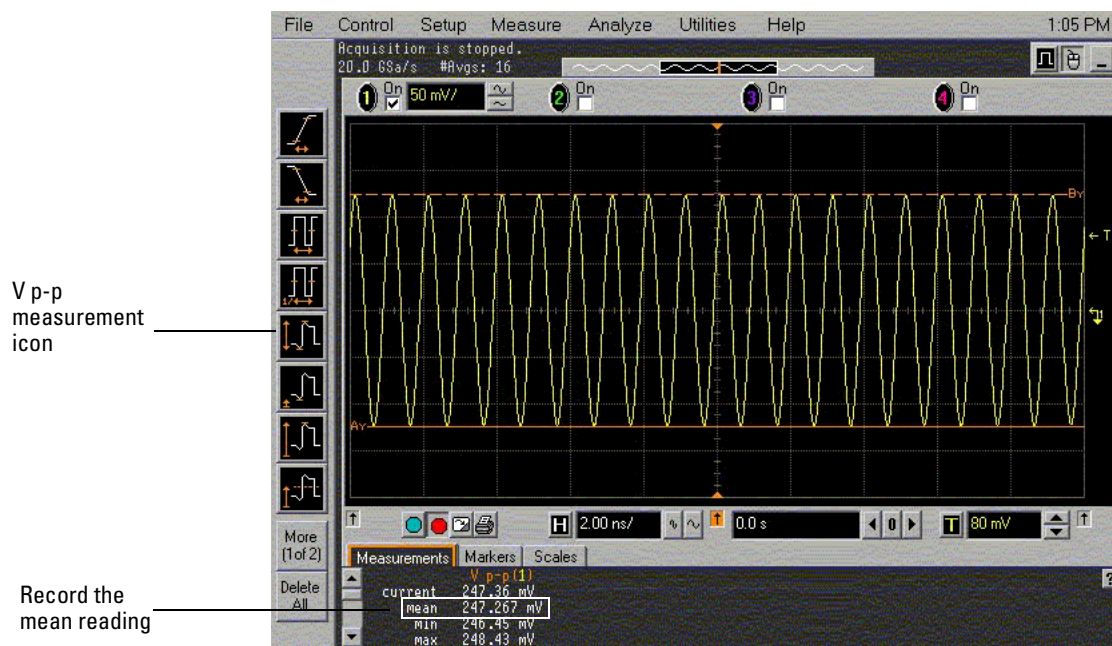 File Control Setup Measure Analyze Utilities Help 1:05 PM
Acquisition is stopped.
20.0 GSa/s #Avgs: 16
1 On 50 mV/ 2 On 3 On 4 On
By
T
1
Ay
V p-p
measurement
icon
1/
More
(1of 2)
Delete
All
H 2.00 ns/ 0.0 s 0 T 80 mV
Measurements Markers Scales
V p-p(1)
current 247.36 mV
mean 247.267 mV
min 246.45 mV
max 248.43 mV
?
Record the
mean reading